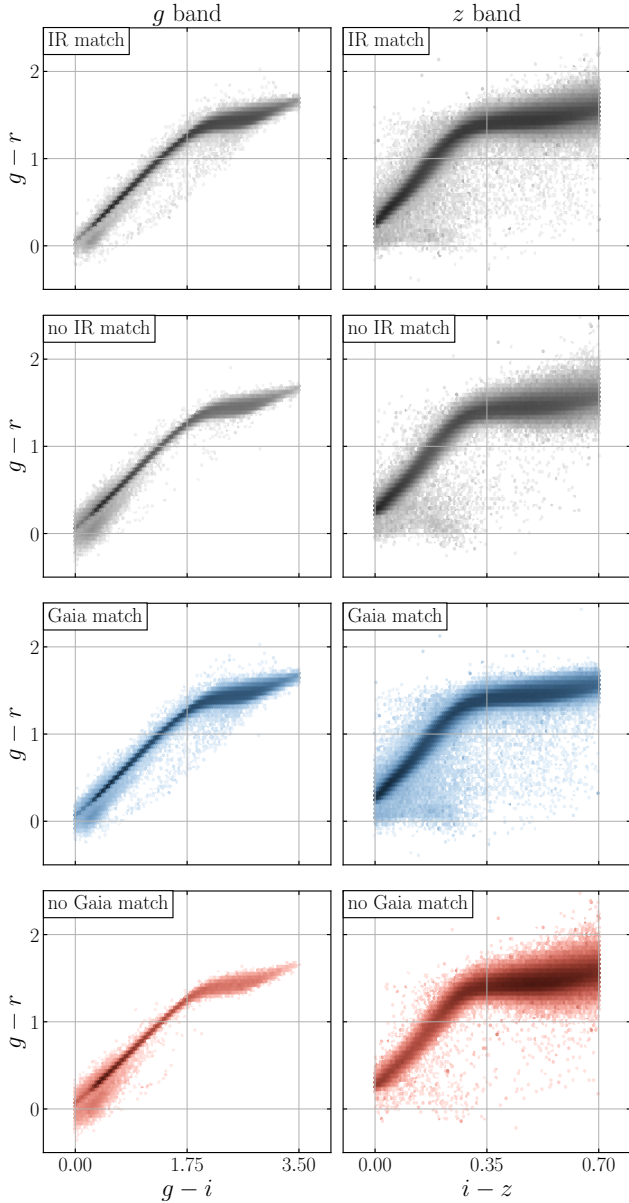 g band
z band
IR match
IR match
2
1
0
g − r
g − r
no IR match
no IR match
2
1
0
g − r
g − r
Gaia match
Gaia match
2
1
0
g − r
g − r
no Gaia match
no Gaia match
2
1
0
g − r
g − r
0.00 1.75 3.50
0.00 0.35 0.70
g − i
i − z